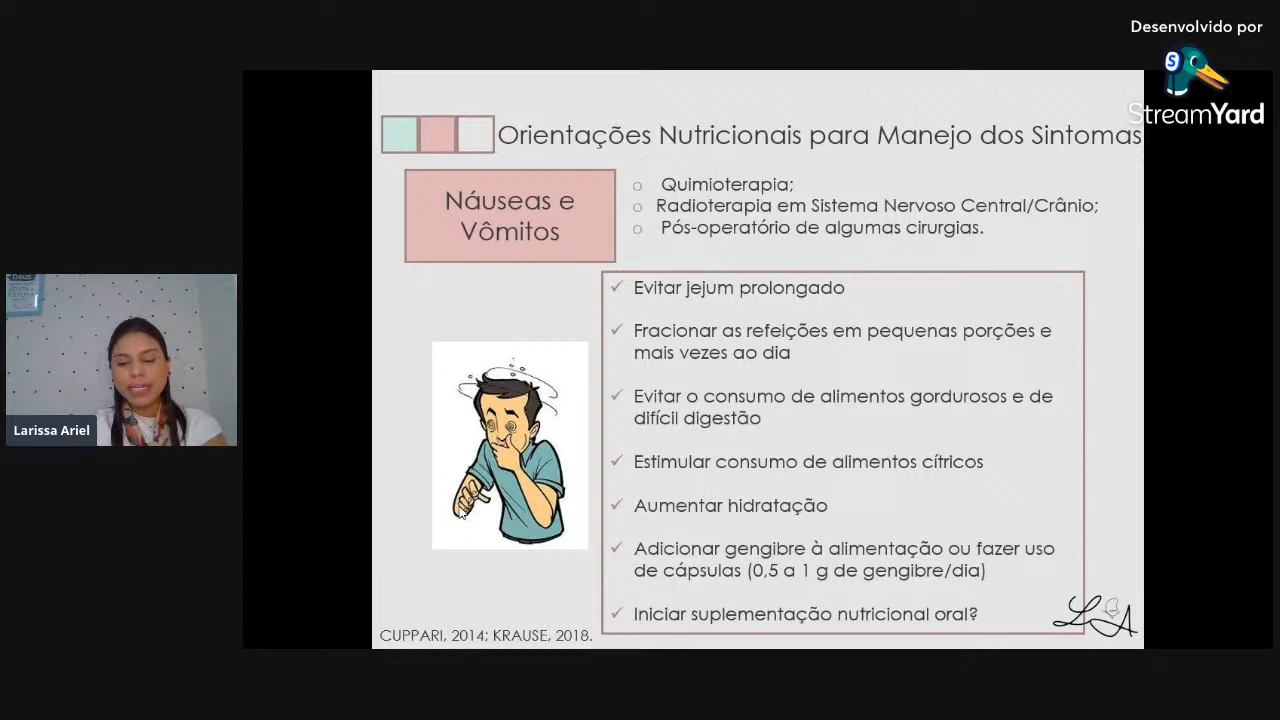 Desenvolvido por
StreamYard
Orientações Nutricionais para Manejo dos Sintomas
Náuseas e
Vômitos
Quimioterapia;
Radioterapia em Sistema Nervoso Central/Crânio;
Pós-operatório de algumas cirurgias.
Evitar jejum prolongado
Fracionar as refeições em pequenas porções e
mais vezes ao dia
Evitar o consumo de alimentos gordurosos e de
difícil digestão
Estimular consumo de alimentos cítricos
Aumentar hidratação
Adicionar gengibre à alimentação ou fazer uso
de cápsulas (0,5 a 1 g de gengibre/dia)
Iniciar suplementação nutricional oral?
LA
CUPPARI, 2014; KRAUSE, 2018.
Deus
Larissa Ariel